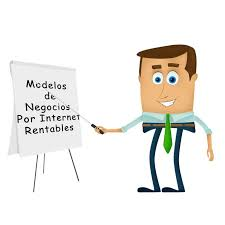 Modelos
de
Negocios
Por Internet
Rentables